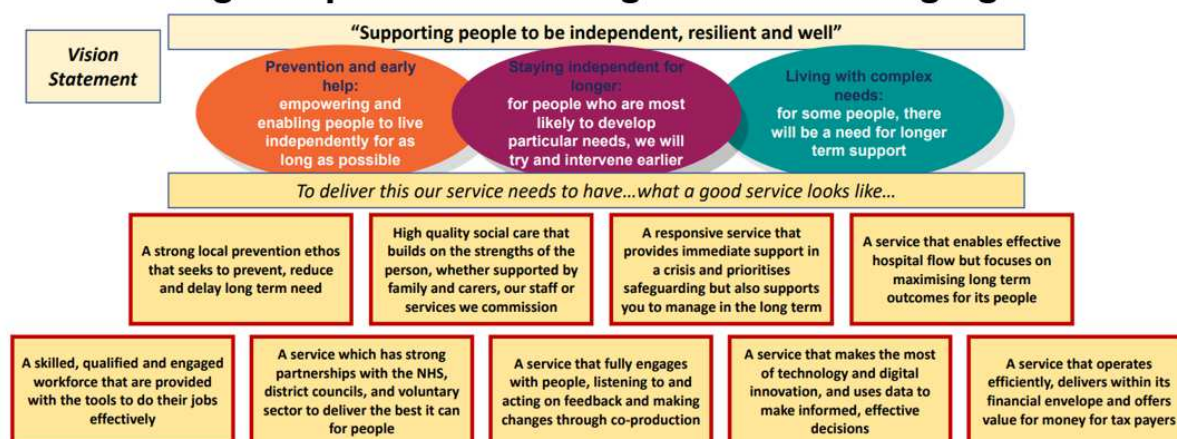 “Supporting people to be independent, resilient and well”
Vision
Statement
Prevention and early
help:
empowering and
enabling people to live
independently for as
long as possible
Staying independent for
longer:
for people who are most
likely to develop
particular needs, we will
try and intervene earlier
Living with complex
needs:
for some people, there
will be a need for longer
term support
To deliver this our service needs to have...what a good service looks like...
A strong local prevention ethos
that seeks to prevent, reduce
and delay long term need
High quality social care that
builds on the strengths of the
person, whether supported by
family and carers, our staff or
services we commission
A responsive service that
provides immediate support in
a crisis and prioritises
safeguarding but also supports
you to manage in the long term
A service that enables effective
hospital flow but focuses on
maximising long term
outcomes for its people
A skilled, qualified and engaged
workforce that are provided
with the tools to do their jobs
effectively
A service which has strong
partnerships with the NHS,
district councils, and voluntary
sector to deliver the best it can
for people
A service that fully engages
with people, listening to and
acting on feedback and making
changes through co-production
A service that makes the most
of technology and digital
innovation, and uses data to
make informed, effective
decisions
A service that operates
efficiently, delivers within its
financial envelope and offers
value for money for tax payers